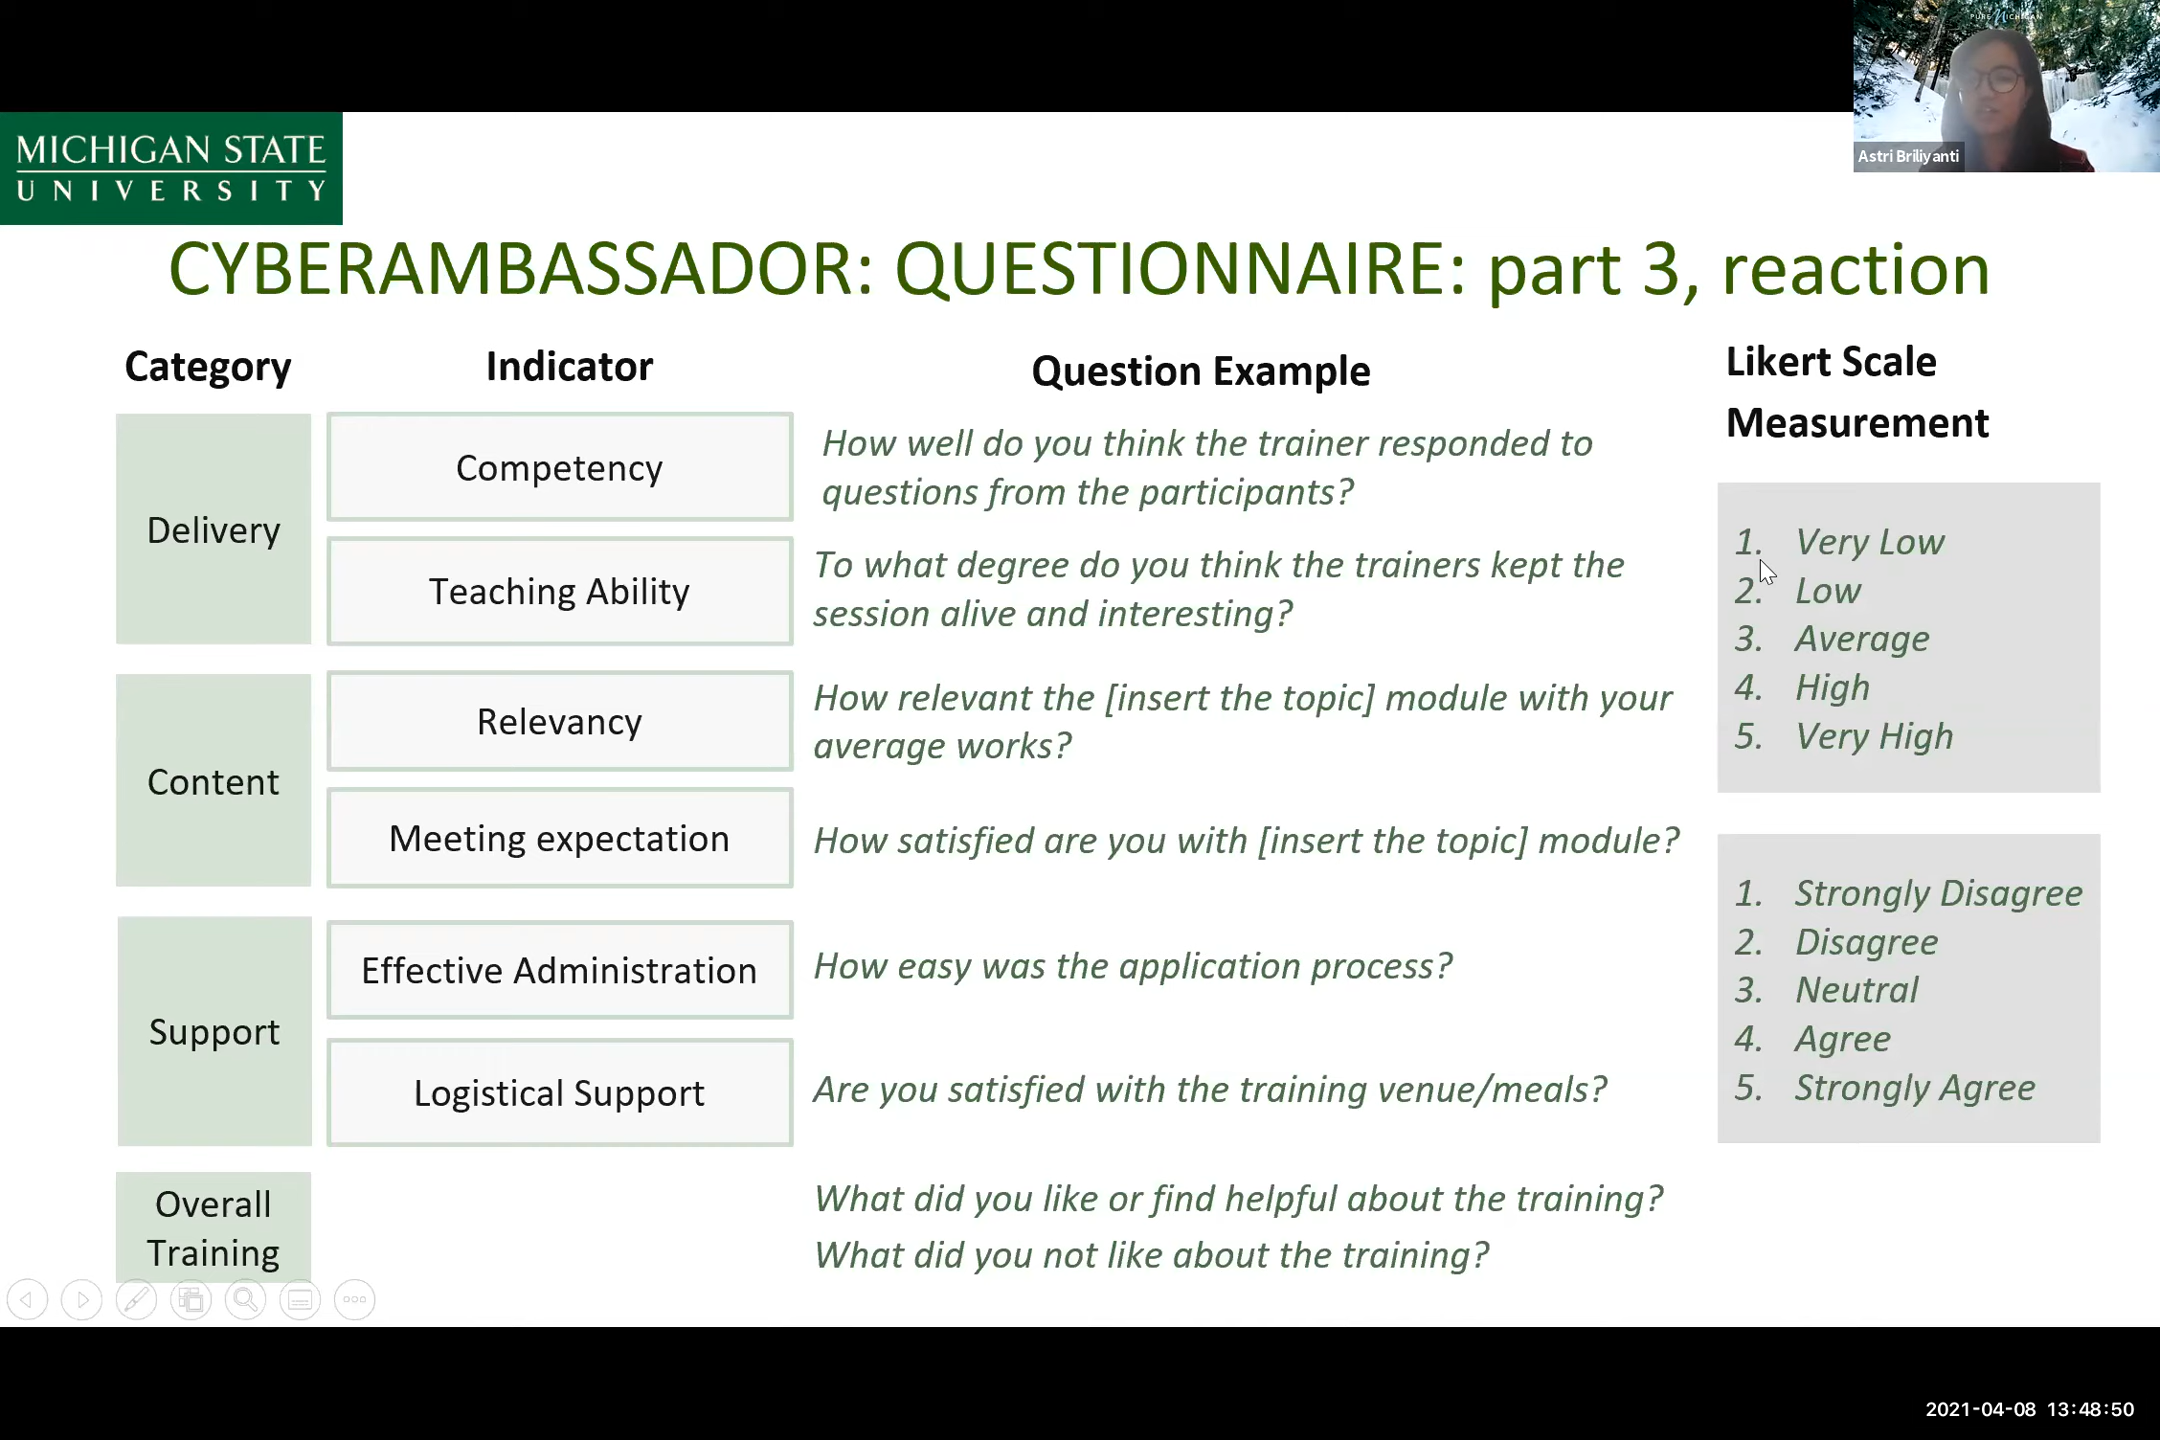 PURE MICHIGAN
Astri Briliyanti
MICHIGAN STATE
UNIVERSITY
CYBERAMBASSADOR: QUESTIONNAIRE: part 3, reaction
Category
Indicator
Question Example
Likert Scale
Measurement
Delivery
Competency
How well do you think the trainer responded to
questions from the participants?
Teaching Ability
To what degree do you think the trainers kept the
session alive and interesting?
Content
Relevancy
How relevant the [insert the topic] module with your
average works?
Meeting expectation
How satisfied are you with [insert the topic] module?
Support
Effective Administration
How easy was the application process?
Logistical Support
Are you satisfied with the training venue/meals?
Overall
Training
What did you like or find helpful about the training?
What did you not like about the training?
1. Very Low
2. Low
3. Average
4. High
5. Very High
1. Strongly Disagree
2. Disagree
3. Neutral
4. Agree
5. Strongly Agree
2021-04-08 13:48:50